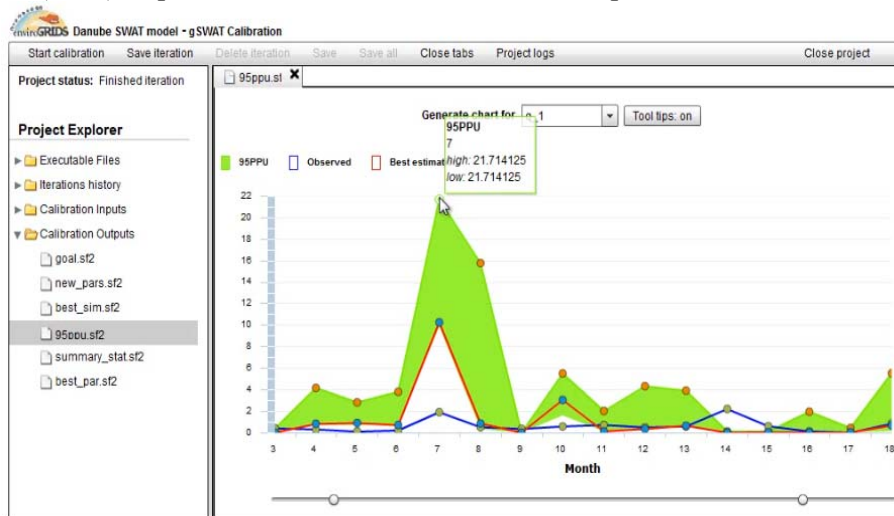 enviroGRIDS Danube SWAT model - gSWAT Calibration
Start calibration Save iteration Delete iteration Save Save all Close tabs Project logs Close project
Project status: Finished iteration
95ppu.sf
Generate chart for 1 Tool tips: on
95PPU
7
high: 21.714125
low: 21.714125
Project Explorer
Executable Files
Iterations history
Calibration Inputs
Calibration Outputs
goal.sf2
new_pars.sf2
best_sim.sf2
95ppu.sf2
summary_stat.sf2
best_par.sf2
95PPU Observed Best estimat
22
20
18
16
14
12
10
8
6
4
2
0
3 4 5 6 7 8 9 10 11 12 13 14 15 16 17 18
Month